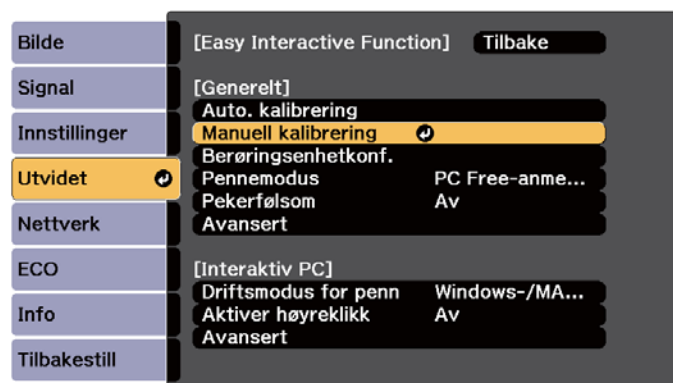 Bilde
Signal
Innstillinger
Utvidet
Nettverk
ECO
Info
Tilbakestill
[Easy Interactive Function] Tilbake
[Generelt]
Auto. kalibrering
Manuell kalibrering
Berøringsenhetkonf.
Pennemodus PC Free-anme...
Pekerfølsom Av
Avansert
[Interaktiv PC]
Driftsmodus for penn Windows-/MA...
Aktiver høyreklikk Av
Avansert